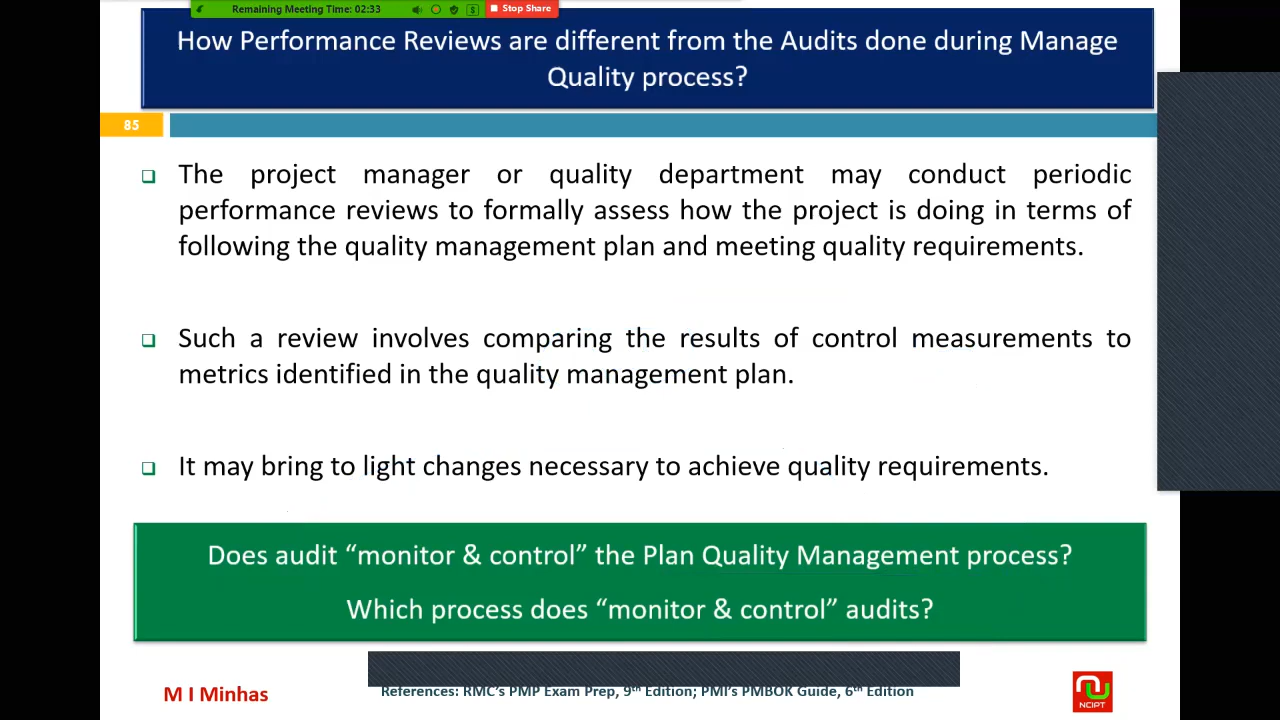 Remaining Meeting Time: 02:33 Stop Share
How Performance Reviews are different from the Audits done during Manage
Quality process?
85
The project manager or quality department may conduct periodic
performance reviews to formally assess how the project is doing in terms of
following the quality management plan and meeting quality requirements.
Such a review involves comparing the results of control measurements to
metrics identified in the quality management plan.
It may bring to light changes necessary to achieve quality requirements.
Does audit “monitor & control” the Plan Quality Management process?
Which process does “monitor & control” audits?
M I Minhas
References: RMC's PMP Exam Prep, 9th Edition; PMI's PMBOK Guide, 6th Edition
NCIPT